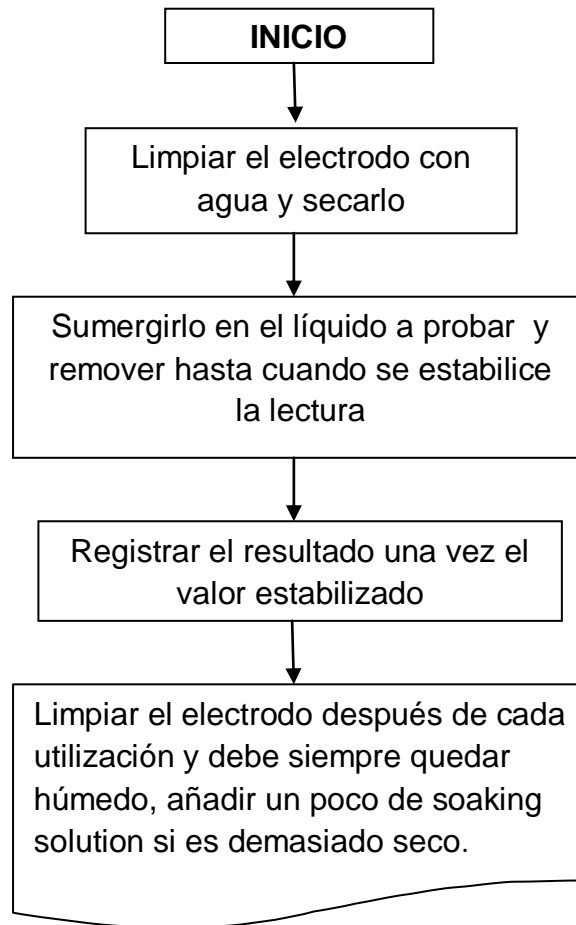 INICIO
Limpiar el electrodo con
agua y secarlo
Sumergirlo en el líquido a probar y
remover hasta cuando se estabilice
la lectura
Registrar el resultado una vez el
valor estabilizado
Limpiar el electrodo después de cada
utilización y debe siempre quedar
húmedo, añadir un poco de soaking
solution si es demasiado seco.